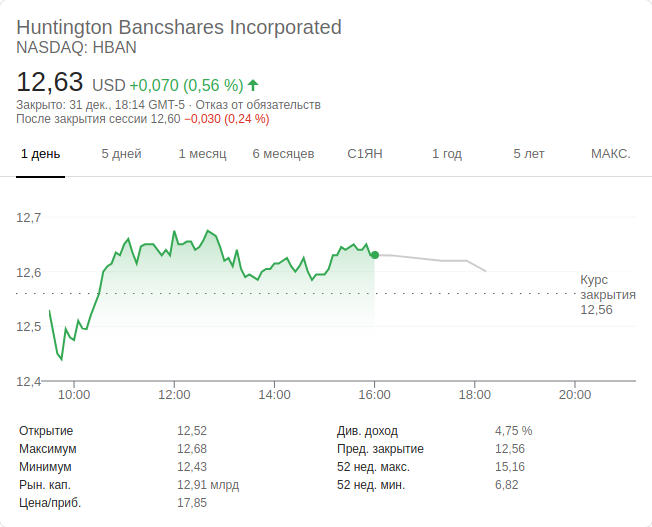 Huntington Bancshares Incorporated
NASDAQ: HBAN
12,63 USD +0,070 (0,56 %)
Закрыто: 31 дек., 18:14 GMT-5 · Отказ от обязательств
После закрытия сессии 12,60 −0,030 (0,24 %)
1 день 5 дней 1 месяц 6 месяцев С1ЯН 1 год 5 лет МАКС.
12,7
12,6
Курс
закрытия
12,56
12,5
12,4
10:00 12:00 14:00 16:00 18:00 20:00
Открытие 12,52 Див. доход 4,75 %
Максимум 12,68 Пред. закрытие 12,56
Минимум 12,43 52 нед. макс. 15,16
Рын. кап. 12,91 млрд 52 нед. мин. 6,82
Цена/приб. 17,85